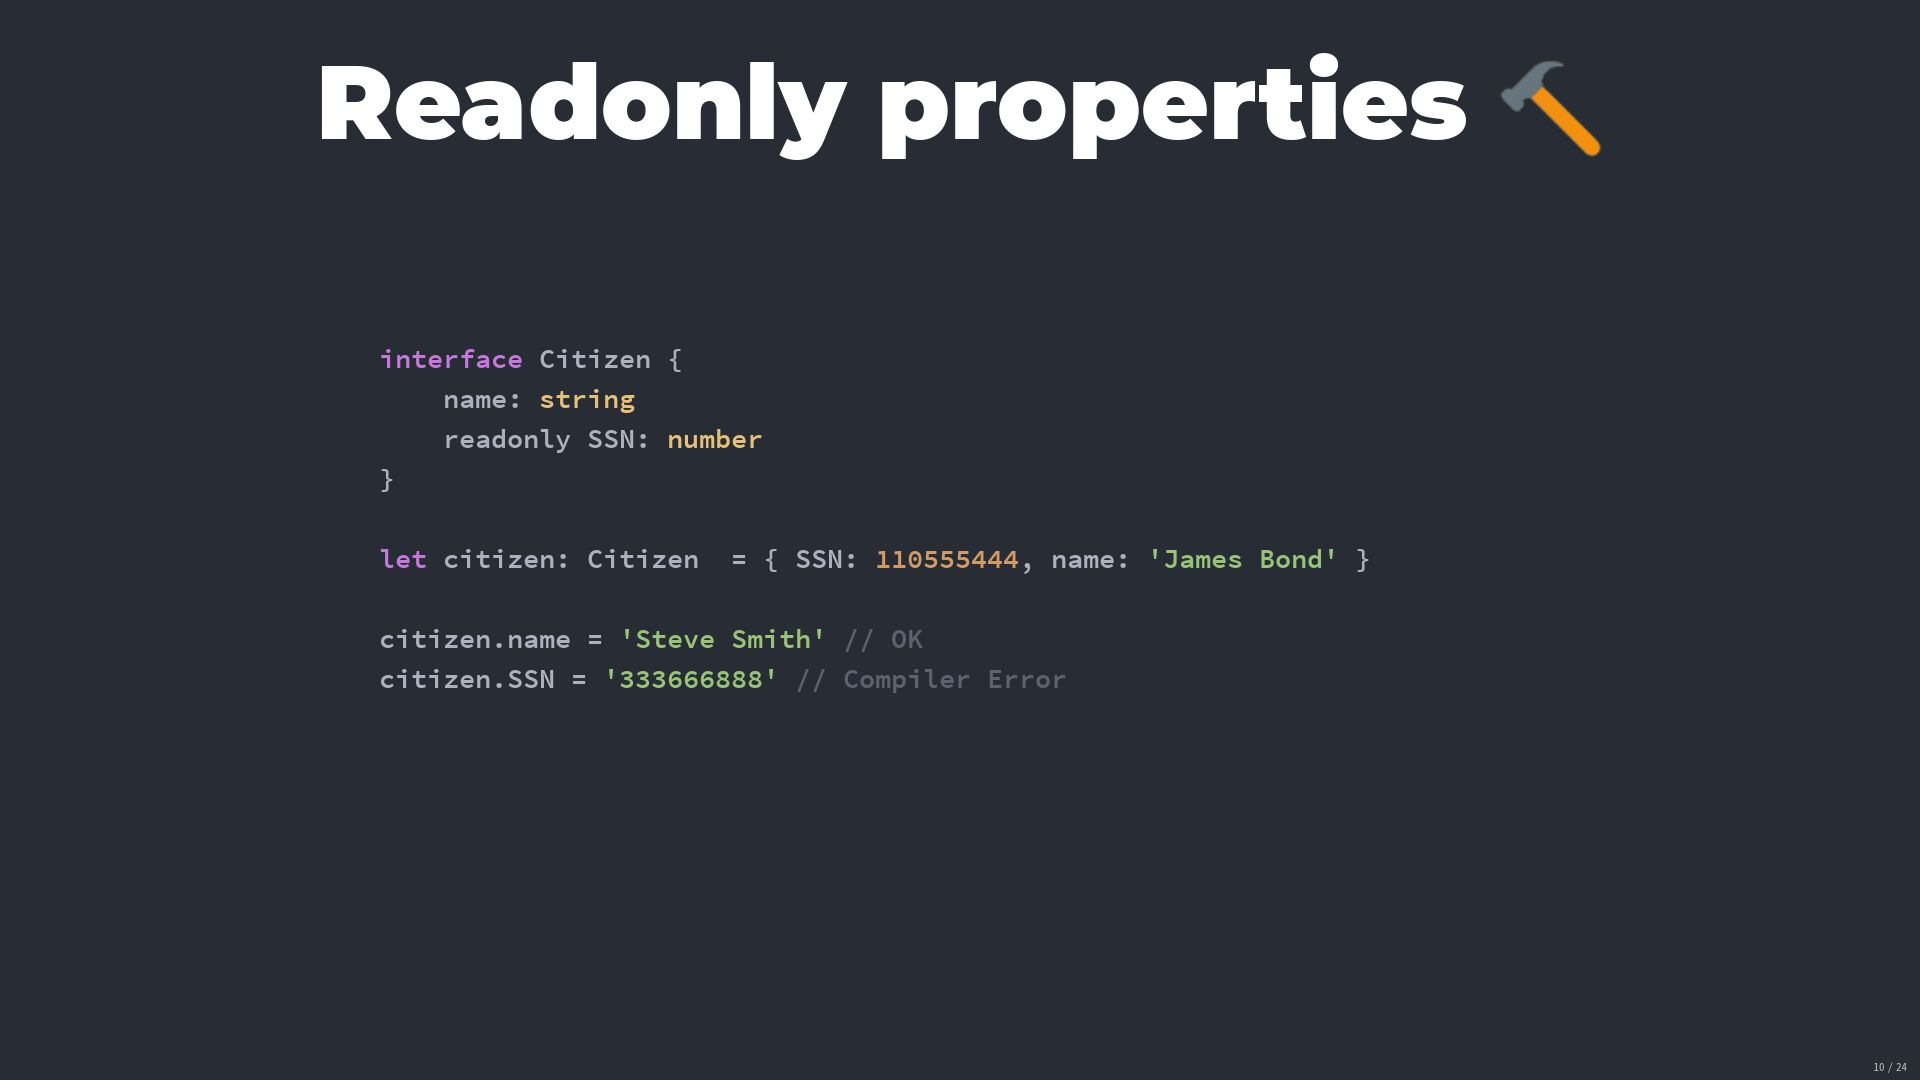 Readonly properties 🔨
interface Citizen {
    name: string
    readonly SSN: number
}
let citizen: Citizen  = { SSN: 110555444, name: 'James Bond' }
citizen.name = 'Steve Smith' // OK
citizen.SSN = '333666888' // Compiler Error
10 / 24